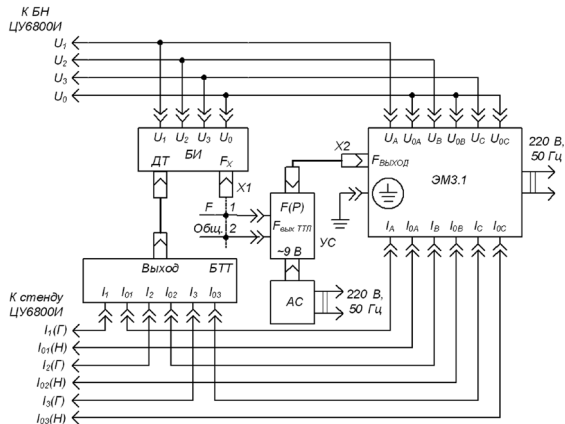 К БН
ЦУ6800И
U1
U2
U3
U0
U1 U2 U3 U0
БИ
ДТ FX
X1
F 1
Общ. 2
F(P)
Fвых ТТЛ
~9 В
УС
АС
220 В,
50 Гц
X2
UA U0A UB U0B UC U0C
FВЫХОД
ЭМ3.1
IA I0A IB I0B IC I0C
220 В,
50 Гц
Выход БТТ
I1 I01 I2 I02 I3 I03
К стенду
ЦУ6800И
I1(Г)
I01(Н)
I2(Г)
I02(Н)
I3(Г)
I03(Н)